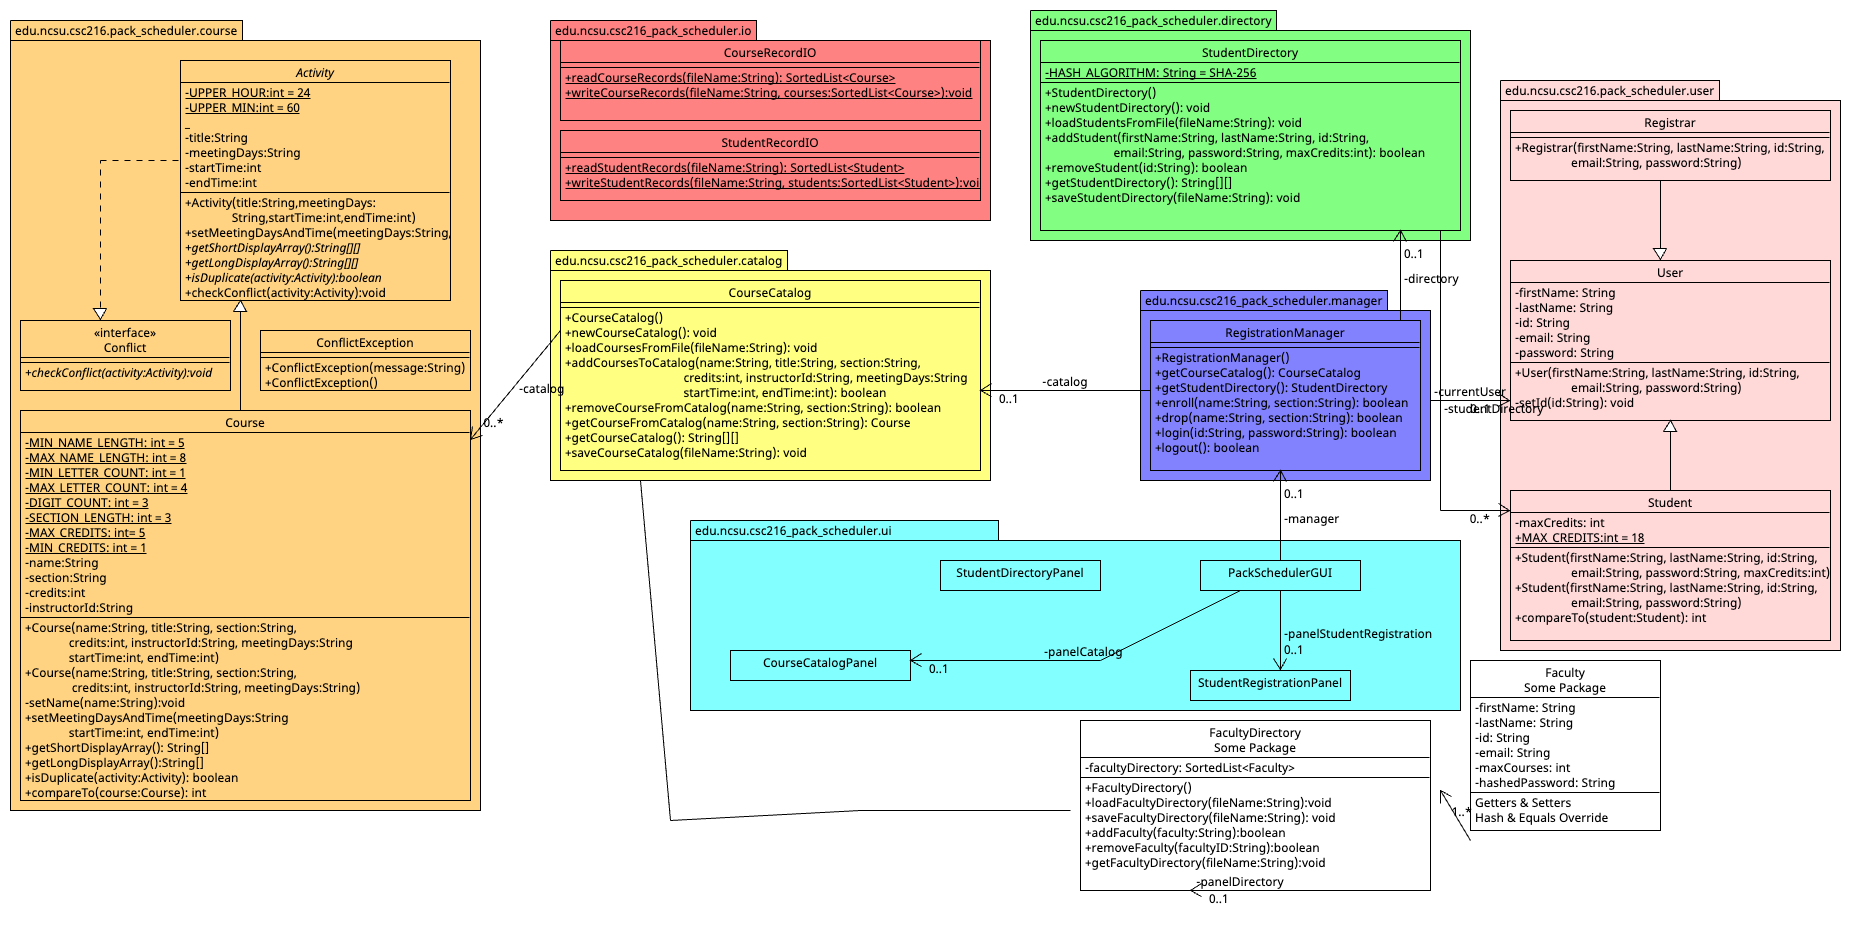 edu.ncsu.csc216.pack_scheduler.course
Activity
-UPPER_HOUR:int = 24
-UPPER_MIN:int = 60
_
-title:String
-meetingDays:String
-startTime:int
-endTime:int
+Activity(title:String,meetingDays:
String,startTime:int,endTime:int)
+setMeetingDaysAndTime(meetingDays:String,
+getShortDisplayArray():String[][]
+getLongDisplayArray():String[][]
+isDuplicate(activity:Activity):boolean
+checkConflict(activity:Activity):void
«interface»
Conflict
+checkConflict(activity:Activity):void
ConflictException
+ConflictException(message:String)
+ConflictException()
Course
-MIN_NAME_LENGTH: int = 5
-MAX_NAME_LENGTH: int = 8
-MIN_LETTER_COUNT: int = 1
-MAX_LETTER_COUNT: int = 4
-DIGIT_COUNT: int = 3
-SECTION_LENGTH: int = 3
-MAX_CREDITS: int= 5
-MIN_CREDITS: int = 1
-name:String
-section:String
-credits:int
-instructorId:String
+Course(name:String, title:String, section:String,
credits:int, instructorId:String, meetingDays:String
startTime:int, endTime:int)
+Course(name:String, title:String, section:String,
credits:int, instructorId:String, meetingDays:String)
-setName(name:String):void
+setMeetingDaysAndTime(meetingDays:String
startTime:int, endTime:int)
+getShortDisplayArray(): String[]
+getLongDisplayArray():String[]
+isDuplicate(activity:Activity): boolean
+compareTo(course:Course): int
edu.ncsu.csc216_pack_scheduler.io
CourseRecordIO
+readCourseRecords(fileName:String): SortedList<Course>
+writeCourseRecords(fileName:String, courses:SortedList<Course>):void
StudentRecordIO
+readStudentRecords(fileName:String): SortedList<Student>
+writeStudentRecords(fileName:String, students:SortedList<Student>):voi
edu.ncsu.csc216_pack_scheduler.catalog
CourseCatalog
+CourseCatalog()
+newCourseCatalog(): void
+loadCoursesFromFile(fileName:String): void
+addCoursesToCatalog(name:String, title:String, section:String,
credits:int, instructorId:String, meetingDays:String
startTime:int, endTime:int): boolean
+removeCourseFromCatalog(name:String, section:String): boolean
+getCourseFromCatalog(name:String, section:String): Course
+getCourseCatalog(): String[][]
+saveCourseCatalog(fileName:String): void
-catalog
0..*
-catalog
0..1
edu.ncsu.csc216_pack_scheduler.directory
StudentDirectory
-HASH_ALGORITHM: String = SHA-256
+StudentDirectory()
+newStudentDirectory(): void
+loadStudentsFromFile(fileName:String): void
+addStudent(firstName:String, lastName:String, id:String,
email:String, password:String, maxCredits:int): boolean
+removeStudent(id:String): boolean
+getStudentDirectory(): String[][]
+saveStudentDirectory(fileName:String): void
0..1
-directory
edu.ncsu.csc216_pack_scheduler.manager
RegistrationManager
+RegistrationManager()
+getCourseCatalog(): CourseCatalog
+getStudentDirectory: StudentDirectory
+enroll(name:String, section:String): boolean
+drop(name:String, section:String): boolean
+login(id:String, password:String): boolean
+logout(): boolean
-currentUser
0..1
-studentDirectory
0..*
0..1
-manager
edu.ncsu.csc216.pack_scheduler.user
Registrar
+Registrar(firstName:String, lastName:String, id:String,
email:String, password:String)
User
-firstName: String
-lastName: String
-id: String
-email: String
-password: String
+User(firstName:String, lastName:String, id:String,
email:String, password:String)
-setId(id:String): void
Student
-maxCredits: int
+MAX_CREDITS:int = 18
+Student(firstName:String, lastName:String, id:String,
email:String, password:String, maxCredits:int)
+Student(firstName:String, lastName:String, id:String,
email:String, password:String)
+compareTo(student:Student): int
edu.ncsu.csc216_pack_scheduler.ui
StudentDirectoryPanel
PackSchedulerGUI
-panelStudentRegistration
0..1
-panelCatalog
0..1
CourseCatalogPanel
StudentRegistrationPanel
FacultyDirectory
Some Package
-facultyDirectory: SortedList<Faculty>
+FacultyDirectory()
+loadFacultyDirectory(fileName:String):void
+saveFacultyDirectory(fileName:String): void
+addFaculty(faculty:String):boolean
+removeFaculty(facultyID:String):boolean
+getFacultyDirectory(fileName:String):void
-panelDirectory
0..1
1..*
Faculty
Some Package
-firstName: String
-lastName: String
-id: String
-email: String
-maxCourses: int
-hashedPassword: String
Getters & Setters
Hash & Equals Override